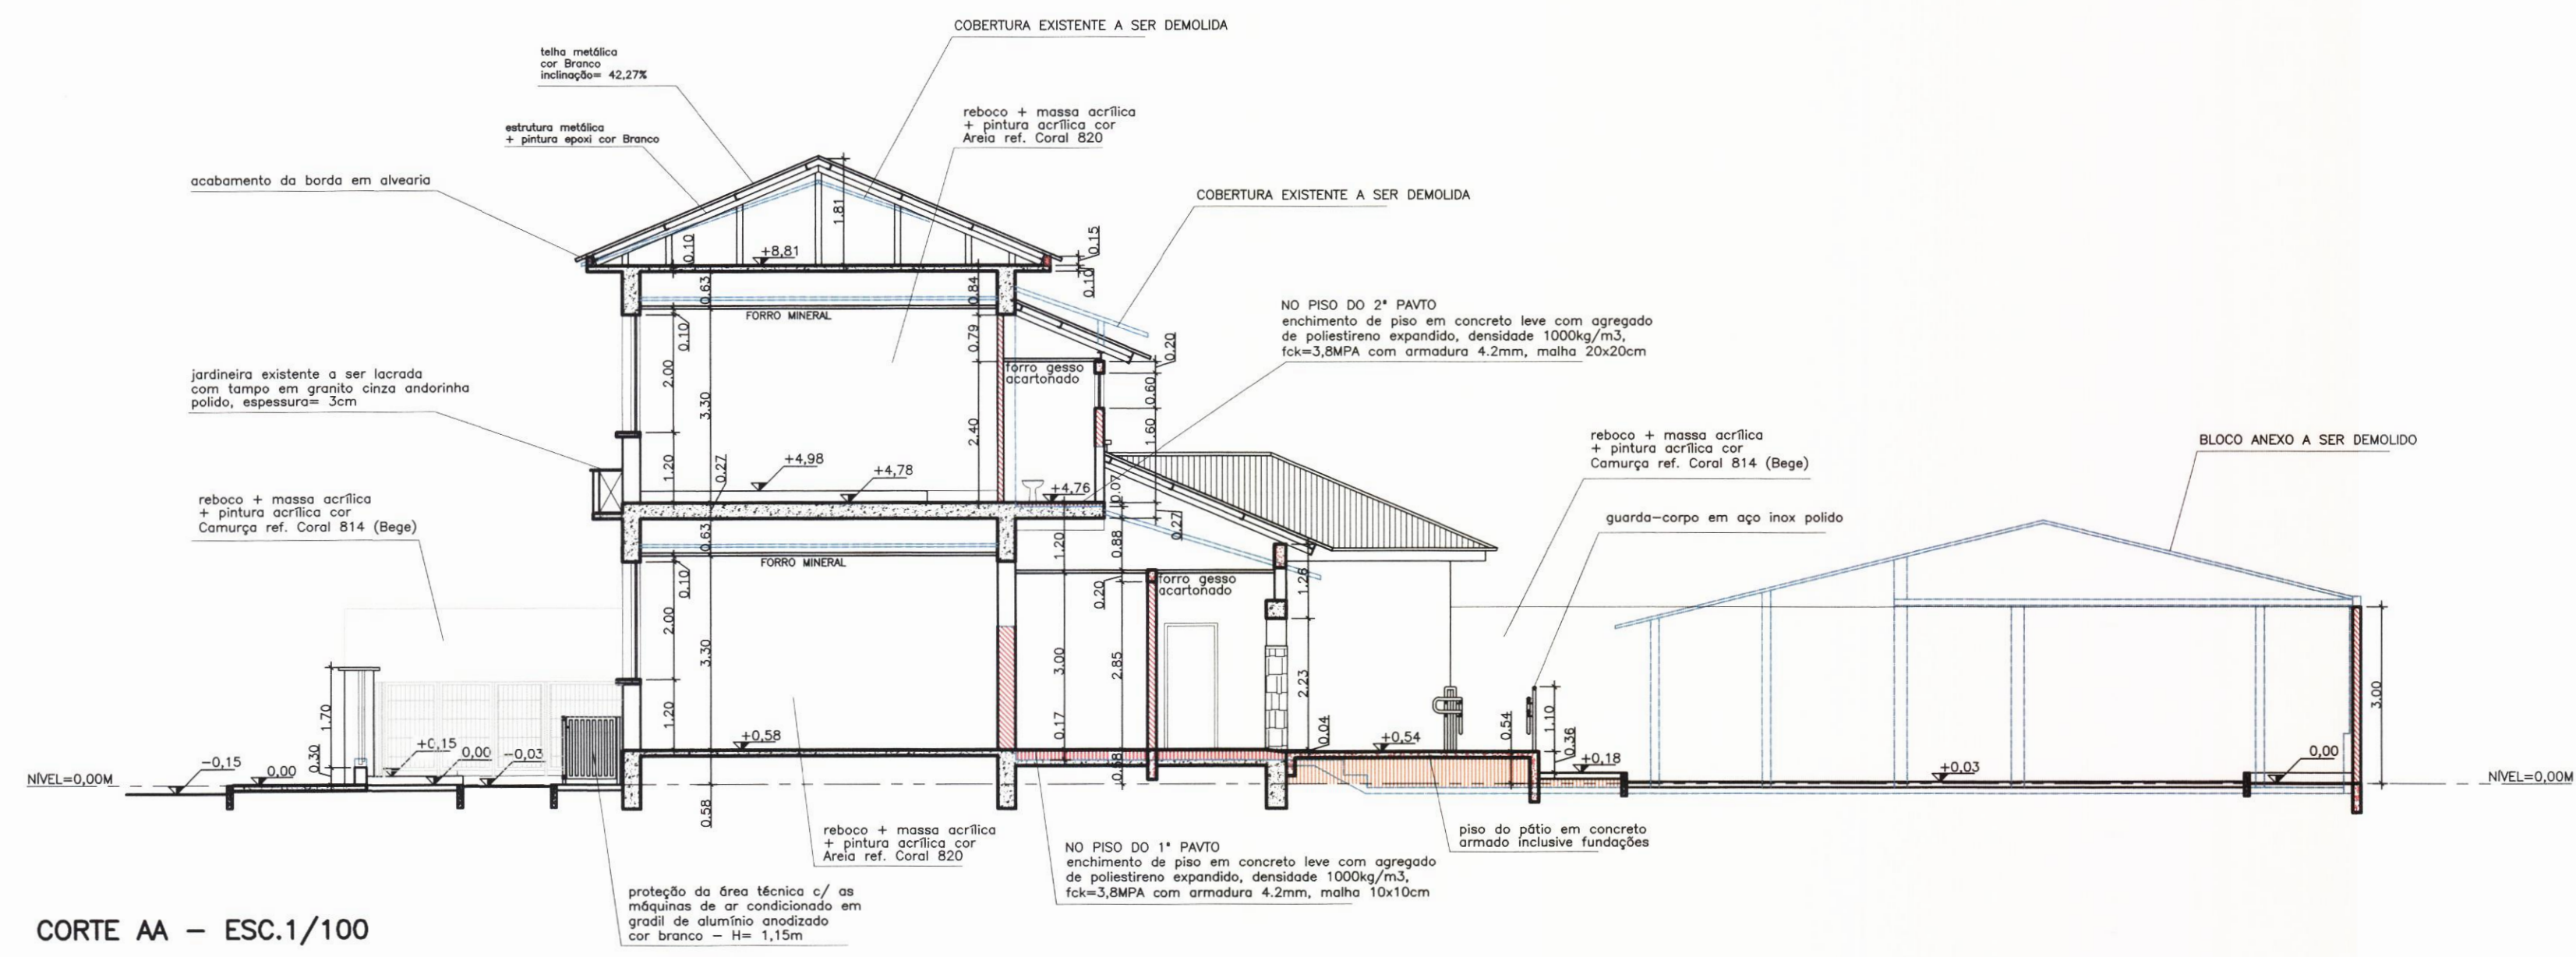 COBERTURA EXISTENTE A SER DEMOLIDA
telha metálica
cor Branco
inclinação= 42,27%
estrutura metálica
+ pintura epoxi cor Branco
reboco + massa acrílica
+ pintura acrílica cor
Areia ref. Coral 820
acabamento da borda em alvearia
COBERTURA EXISTENTE A SER DEMOLIDA
1.81
0.10
+8,81
0.15
0.10
0.63
0.84
FORRO MINERAL
0.10
0.79
2.00
3.30
2.40
1.20
0.27
forro gesso
acartonado
0.20
0.60
1.60
NO PISO DO 2° PAVTO
enchimento de piso em concreto leve com agregado
de poliestireno expandido, densidade 1000kg/m3,
fck=3,8MPA com armadura 4.2mm, malha 20x20cm
jardineira existente a ser lacrada
com tampo em granito cinza andorinha
polido, espessura= 3cm
reboco + massa acrílica
+ pintura acrílica cor
Camurça ref. Coral 814 (Bege)
BLOCO ANEXO A SER DEMOLIDO
+4,98
+4,78
+4,76
0.07
0.27
reboco + massa acrílica
+ pintura acrílica cor
Camurça ref. Coral 814 (Bege)
guarda-corpo em aço inox polido
0.63
1.20
0.88
FORRO MINERAL
0.10
0.20
forro gesso
acartonado
1.26
2.00
3.30
3.00
2.85
2.23
1.20
0.17
0.58
0.04
1.70
0.30
-0,15
0,00
+0,15
0,00
-0,03
+0,58
+0,54
0.54
1.10
0.36
+0,18
+0,03
0,00
3.00
NÍVEL=0,00M
NÍVEL=0,00M
0.58
reboco + massa acrílica
+ pintura acrílica cor
Areia ref. Coral 820
NO PISO DO 1° PAVTO
enchimento de piso em concreto leve com agregado
de poliestireno expandido, densidade 1000kg/m3,
fck=3,8MPA com armadura 4.2mm, malha 10x10cm
piso do pátio em concreto
armado inclusive fundações
proteção da área técnica c/ as
máquinas de ar condicionado em
gradil de alumínio anodizado
cor branco - H= 1,15m
CORTE AA - ESC.1/100